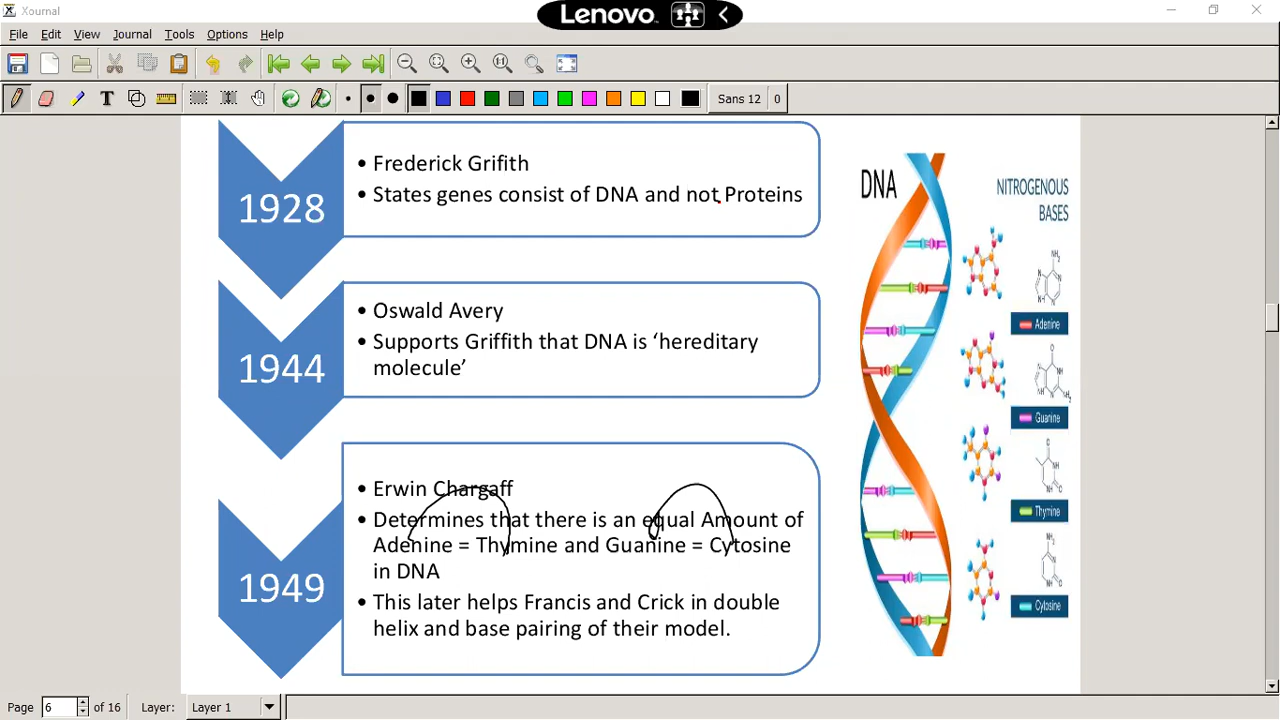 Xournal
Lenovo
File Edit View Journal Tools Options Help
Sans 12 0
1928
• Frederick Grifith
• States genes consist of DNA and not Proteins
1944
• Oswald Avery
• Supports Griffith that DNA is ‘hereditary
molecule’
1949
• Erwin Chargaff
• Determines that there is an equal Amount of
Adenine = Thymine and Guanine = Cytosine
in DNA
• This later helps Francis and Crick in double
helix and base pairing of their model.
DNA
NITROGENOUS
BASES
Adenine
Guanine
Thymine
Cytosine
Page 6 of 16 Layer: Layer 1